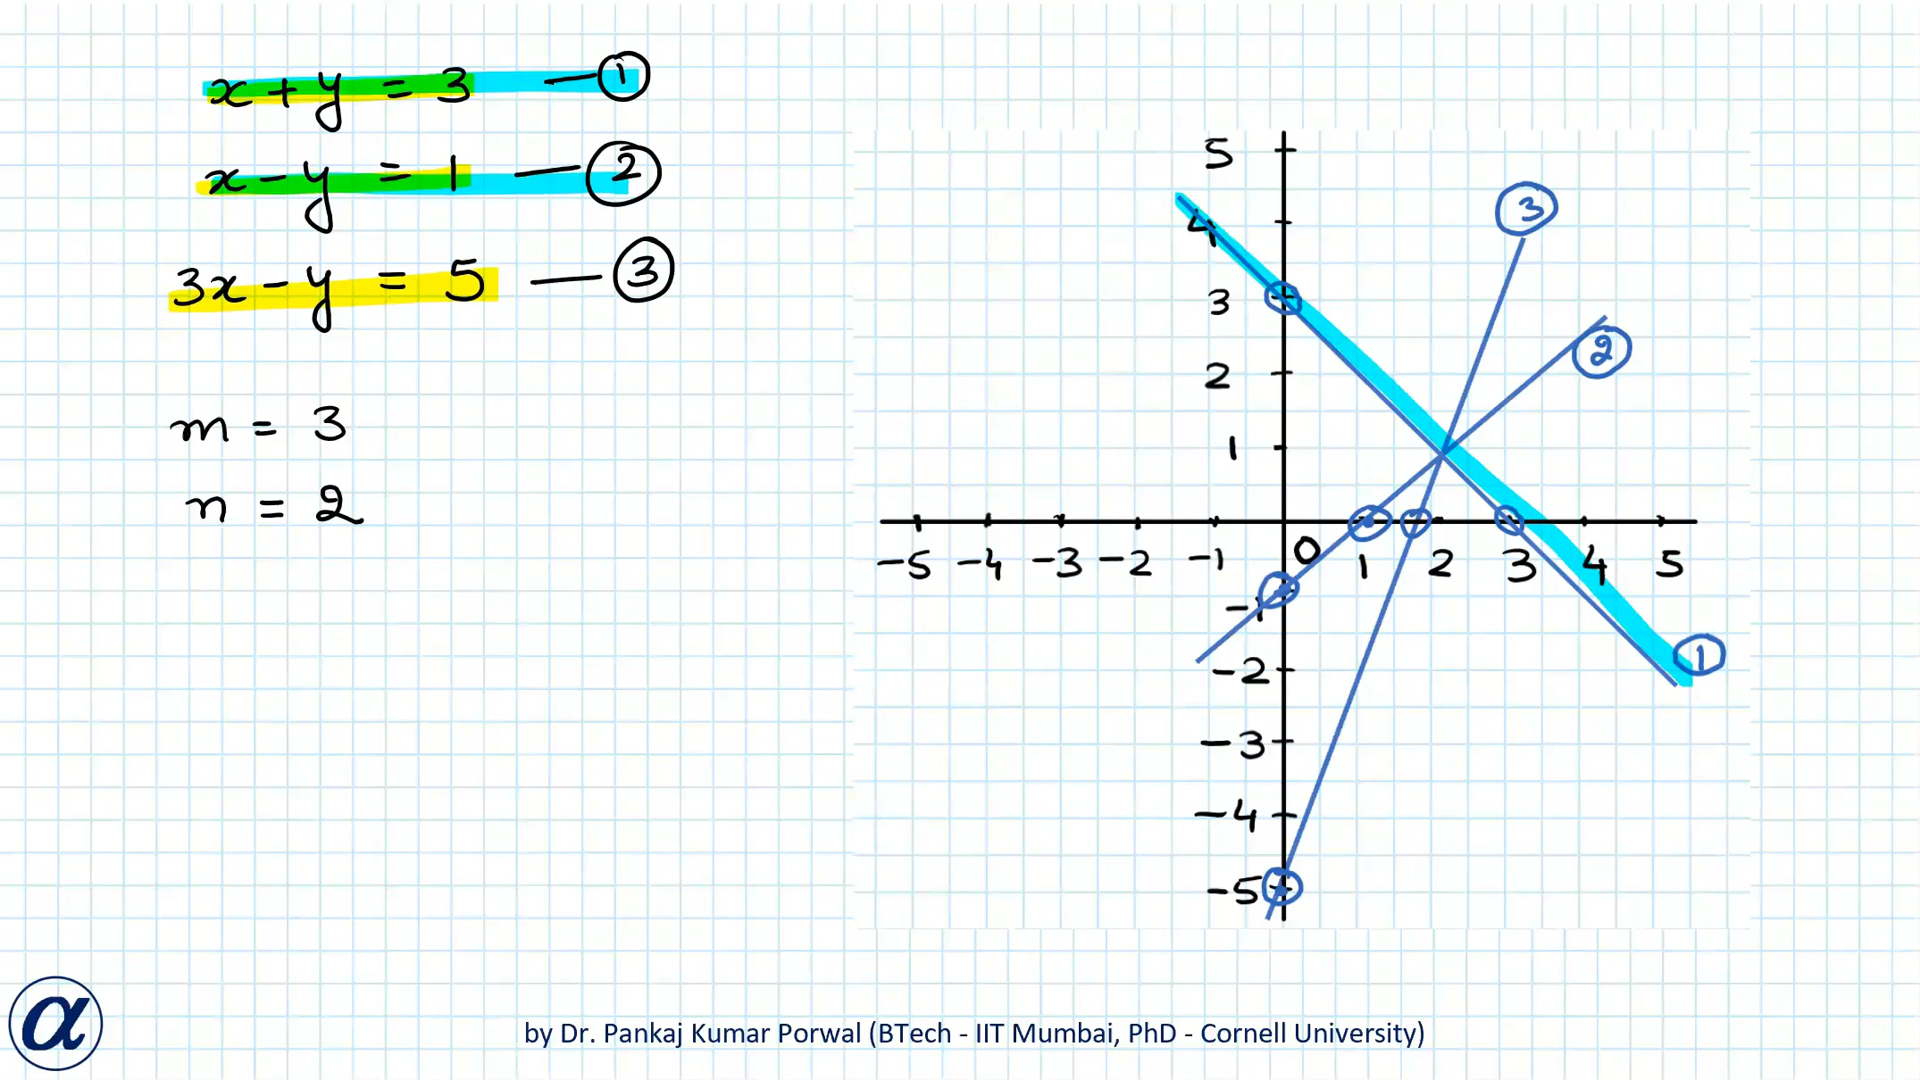 x + y = 3 — ①
x - y = 1 — ②
3x - y = 5 — ③
m = 3
n = 2
5
4
3
2
1
③
②
-5 -4 -3 -2 -1 0 1 2 3 4 5
-1
①
-2
-3
-4
-5
α
by Dr. Pankaj Kumar Porwal (BTech - IIT Mumbai, PhD - Cornell University)